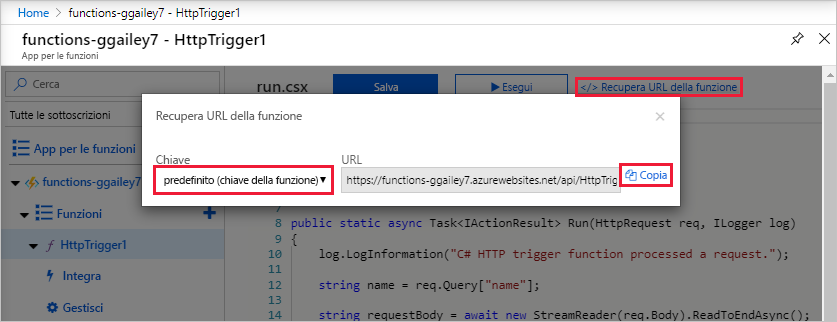 Home > functions-ggailey7 - HttpTrigger1
functions-ggailey7 - HttpTrigger1
App per le funzioni
Cerca
run.csx
Salva
Esegui
</> Recupera URL della funzione
Tutte le sottoscrizioni
App per le funzioni
functions-ggailey7
Funzioni
HttpTrigger1
Integra
Gestisci
Recupera URL della funzione
Chiave
URL
predefinito (chiave della funzione)
https://functions-ggailey7.azurewebsites.net/api/HttpTrig
Copia
7
8 public static async Task<IActionResult> Run(HttpRequest req, ILogger log)
9 {
10 log.LogInformation("C# HTTP trigger function processed a request.");
11
12 string name = req.Query["name"];
13
14 string requestBody = await new StreamReader(req.Body).ReadToEndAsync();